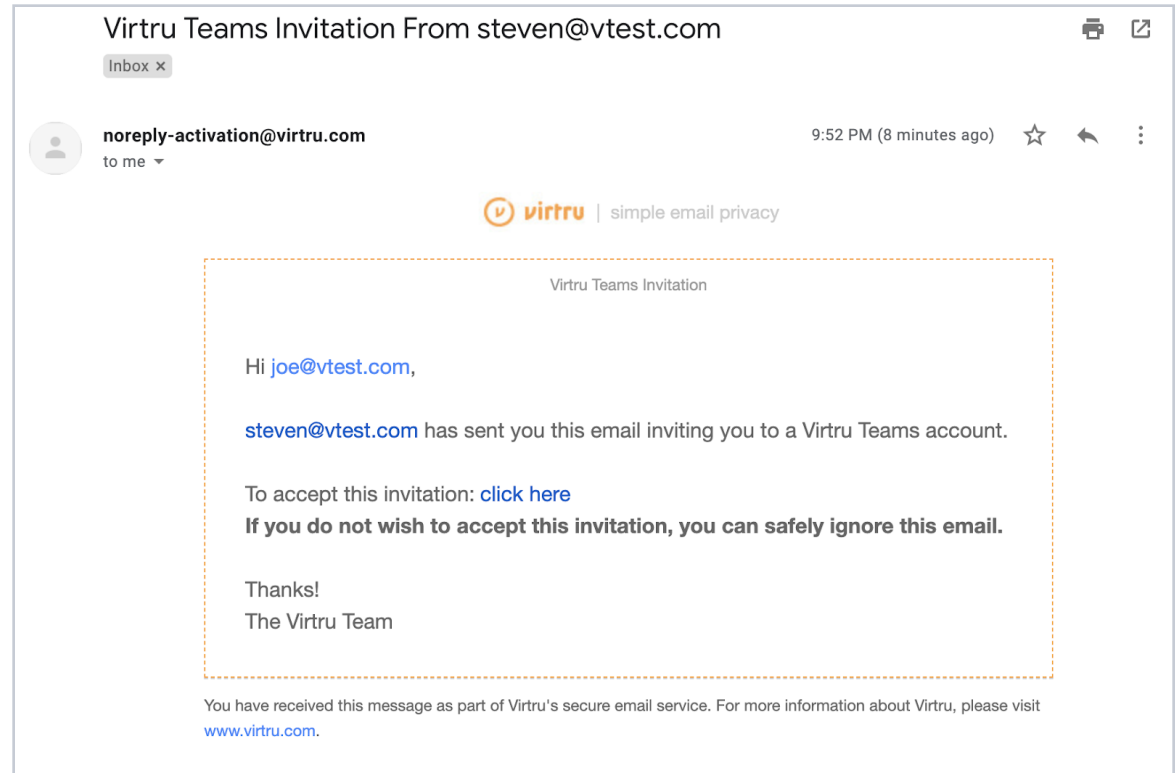 Virtru Teams Invitation From steven@vtest.com
Inbox ×
noreply-activation@virtru.com
9:52 PM (8 minutes ago)
to me
virtru | simple email privacy
Virtru Teams Invitation
Hi joe@vtest.com,
steven@vtest.com has sent you this email inviting you to a Virtru Teams account.
To accept this invitation: click here
If you do not wish to accept this invitation, you can safely ignore this email.
Thanks!
The Virtru Team
You have received this message as part of Virtru's secure email service. For more information about Virtru, please visit
www.virtru.com.